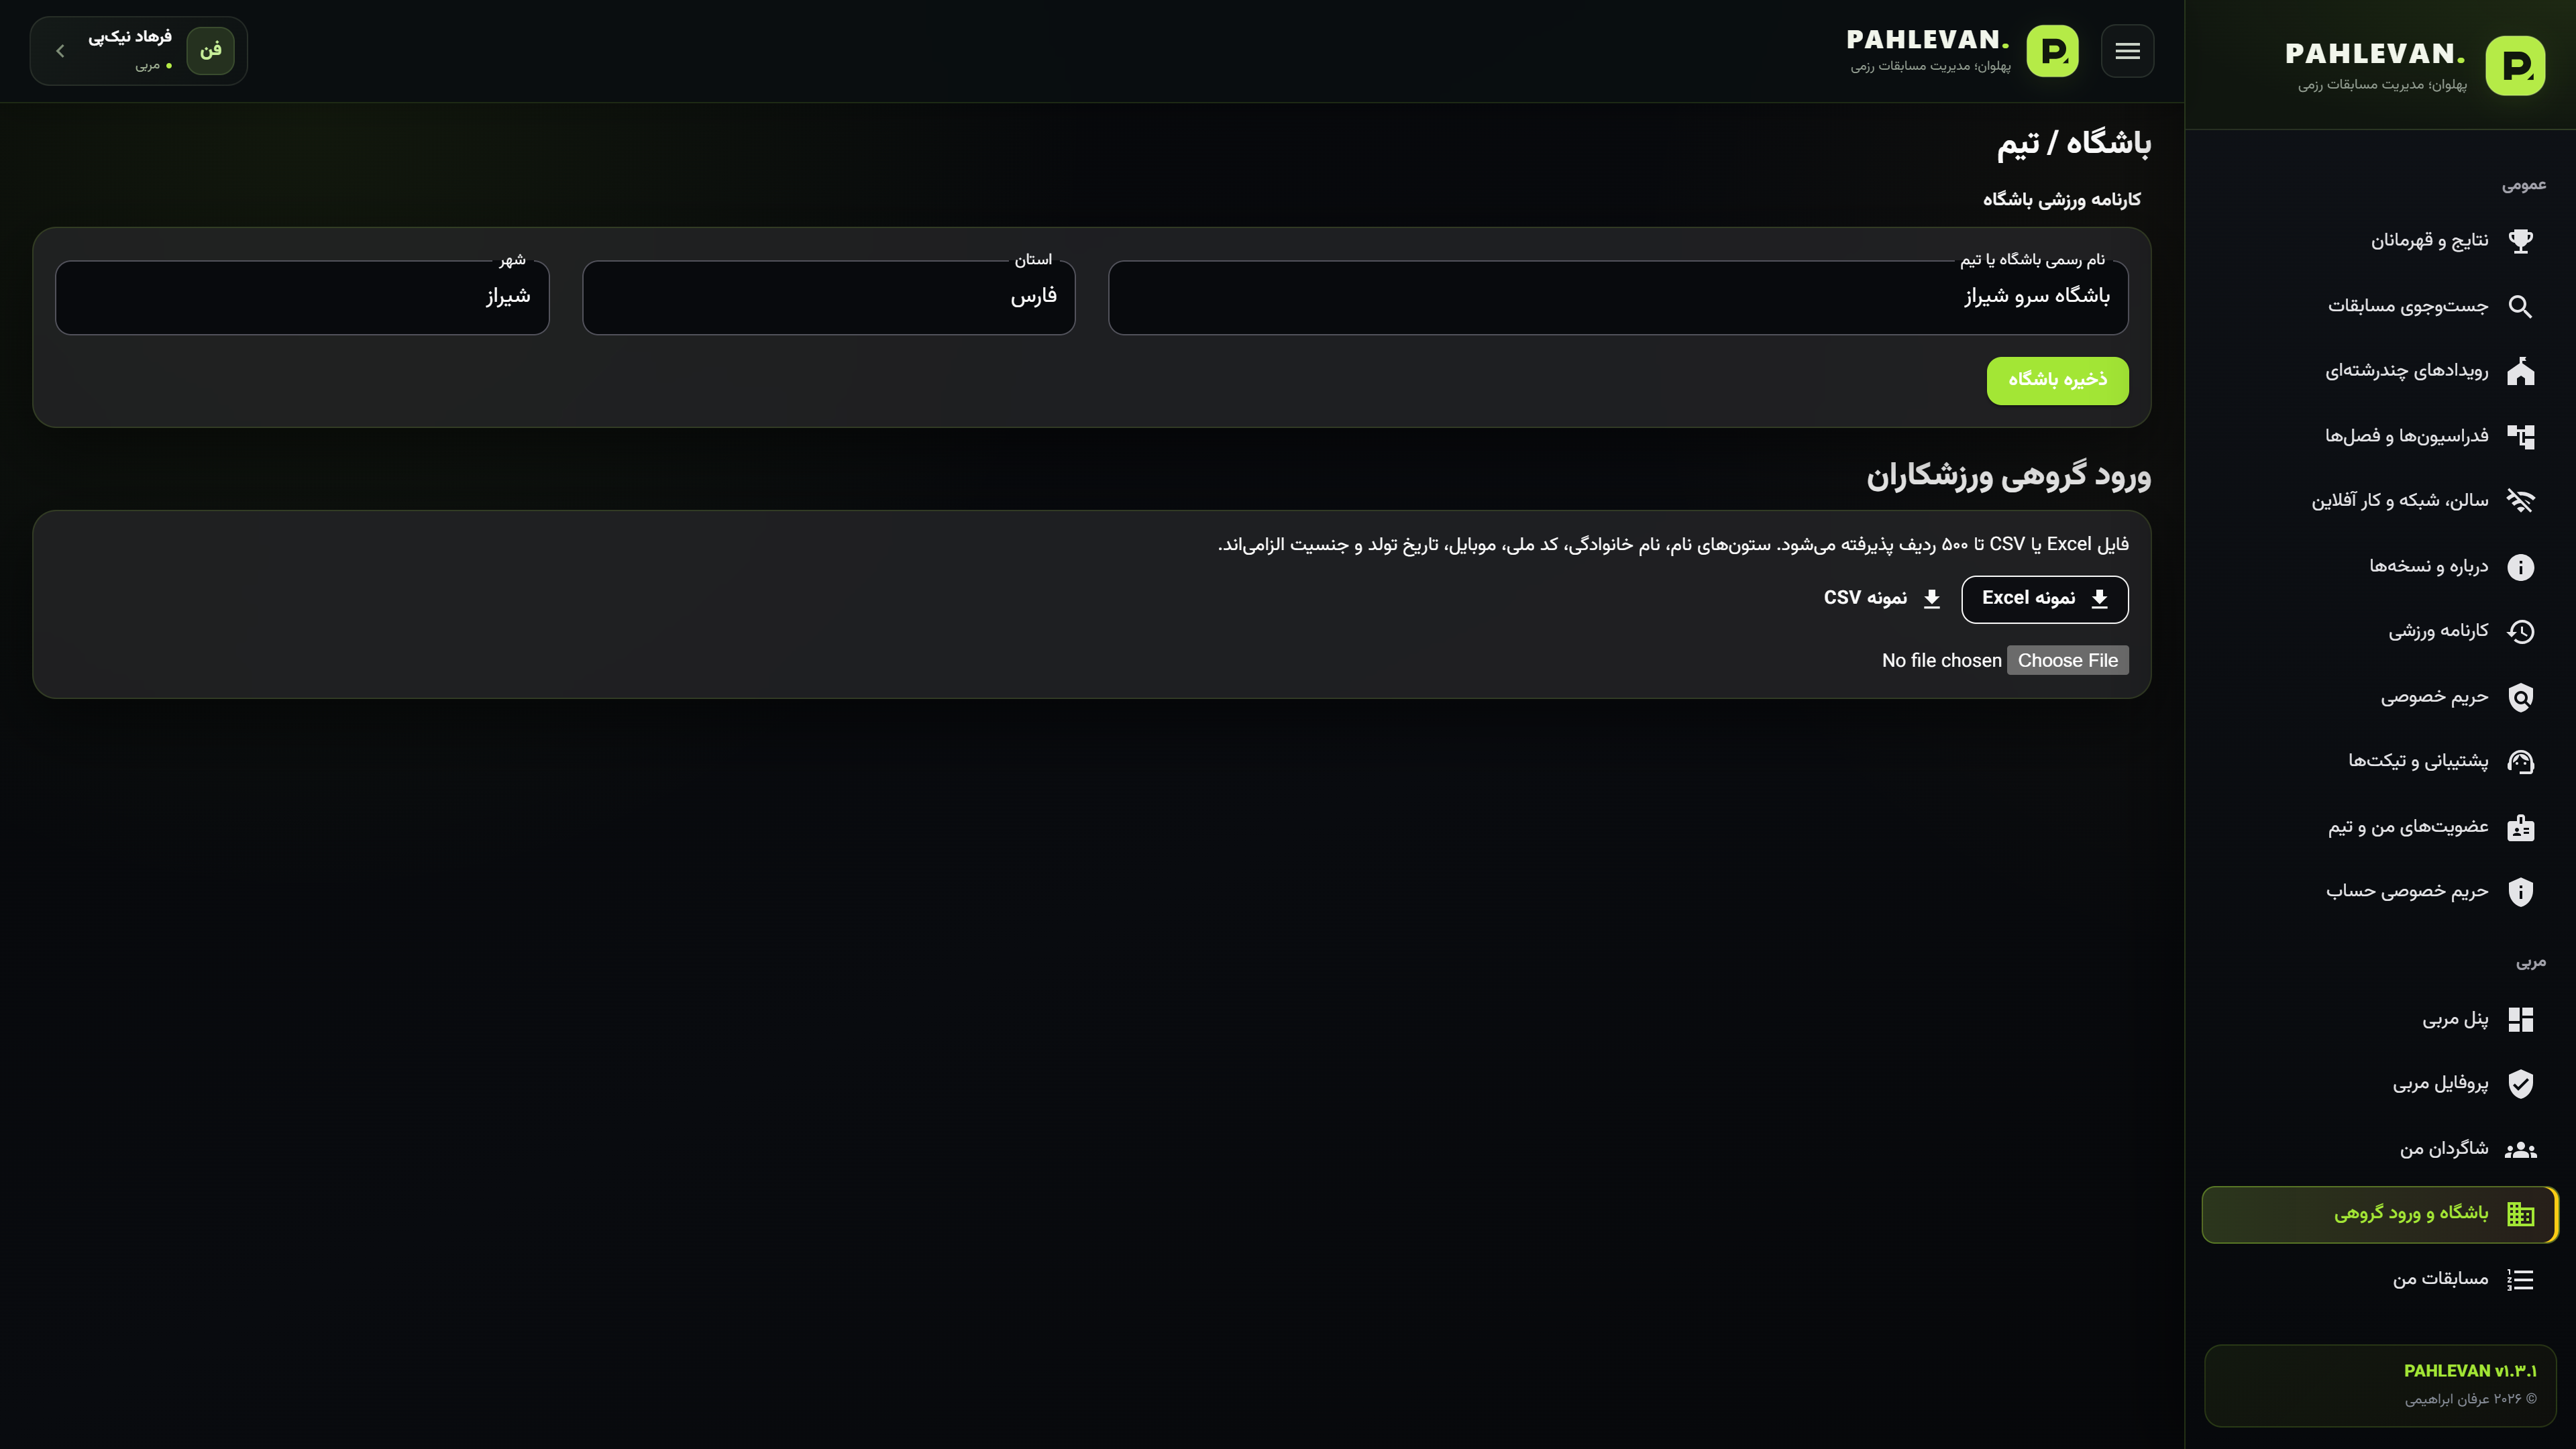 PAHLEVAN.
پهلوان؛ مدیریت مسابقات رزمی
عمومی
نتایج و قهرمانان
جست‌وجوی مسابقات
رویدادهای چندرشته‌ای
فدراسیون‌ها و فصل‌ها
سالن، شبکه و کار آفلاین
درباره و نسخه‌ها
کارنامه ورزشی
حریم خصوصی
پشتیبانی و تیکت‌ها
عضویت‌های من و تیم
حریم خصوصی حساب
مربی
پنل مربی
پروفایل مربی
شاگردان من
باشگاه و ورود گروهی
مسابقات من
PAHLEVAN v۱.۳.۱
© ۲۰۲۶ عرفان ابراهیمی
PAHLEVAN.
پهلوان؛ مدیریت مسابقات رزمی
فن
فرهاد نیک‌پی
مربی
باشگاه / تیم
کارنامه ورزشی باشگاه
نام رسمی باشگاه یا تیم
باشگاه سرو شیراز
استان
فارس
شهر
شیراز
ذخیره باشگاه
ورود گروهی ورزشکاران
فایل Excel یا CSV تا ۵۰۰ ردیف پذیرفته می‌شود. ستون‌های نام، نام خانوادگی، کد ملی، موبایل، تاریخ تولد و جنسیت الزامی‌اند.
نمونه Excel
نمونه CSV
Choose File No file chosen